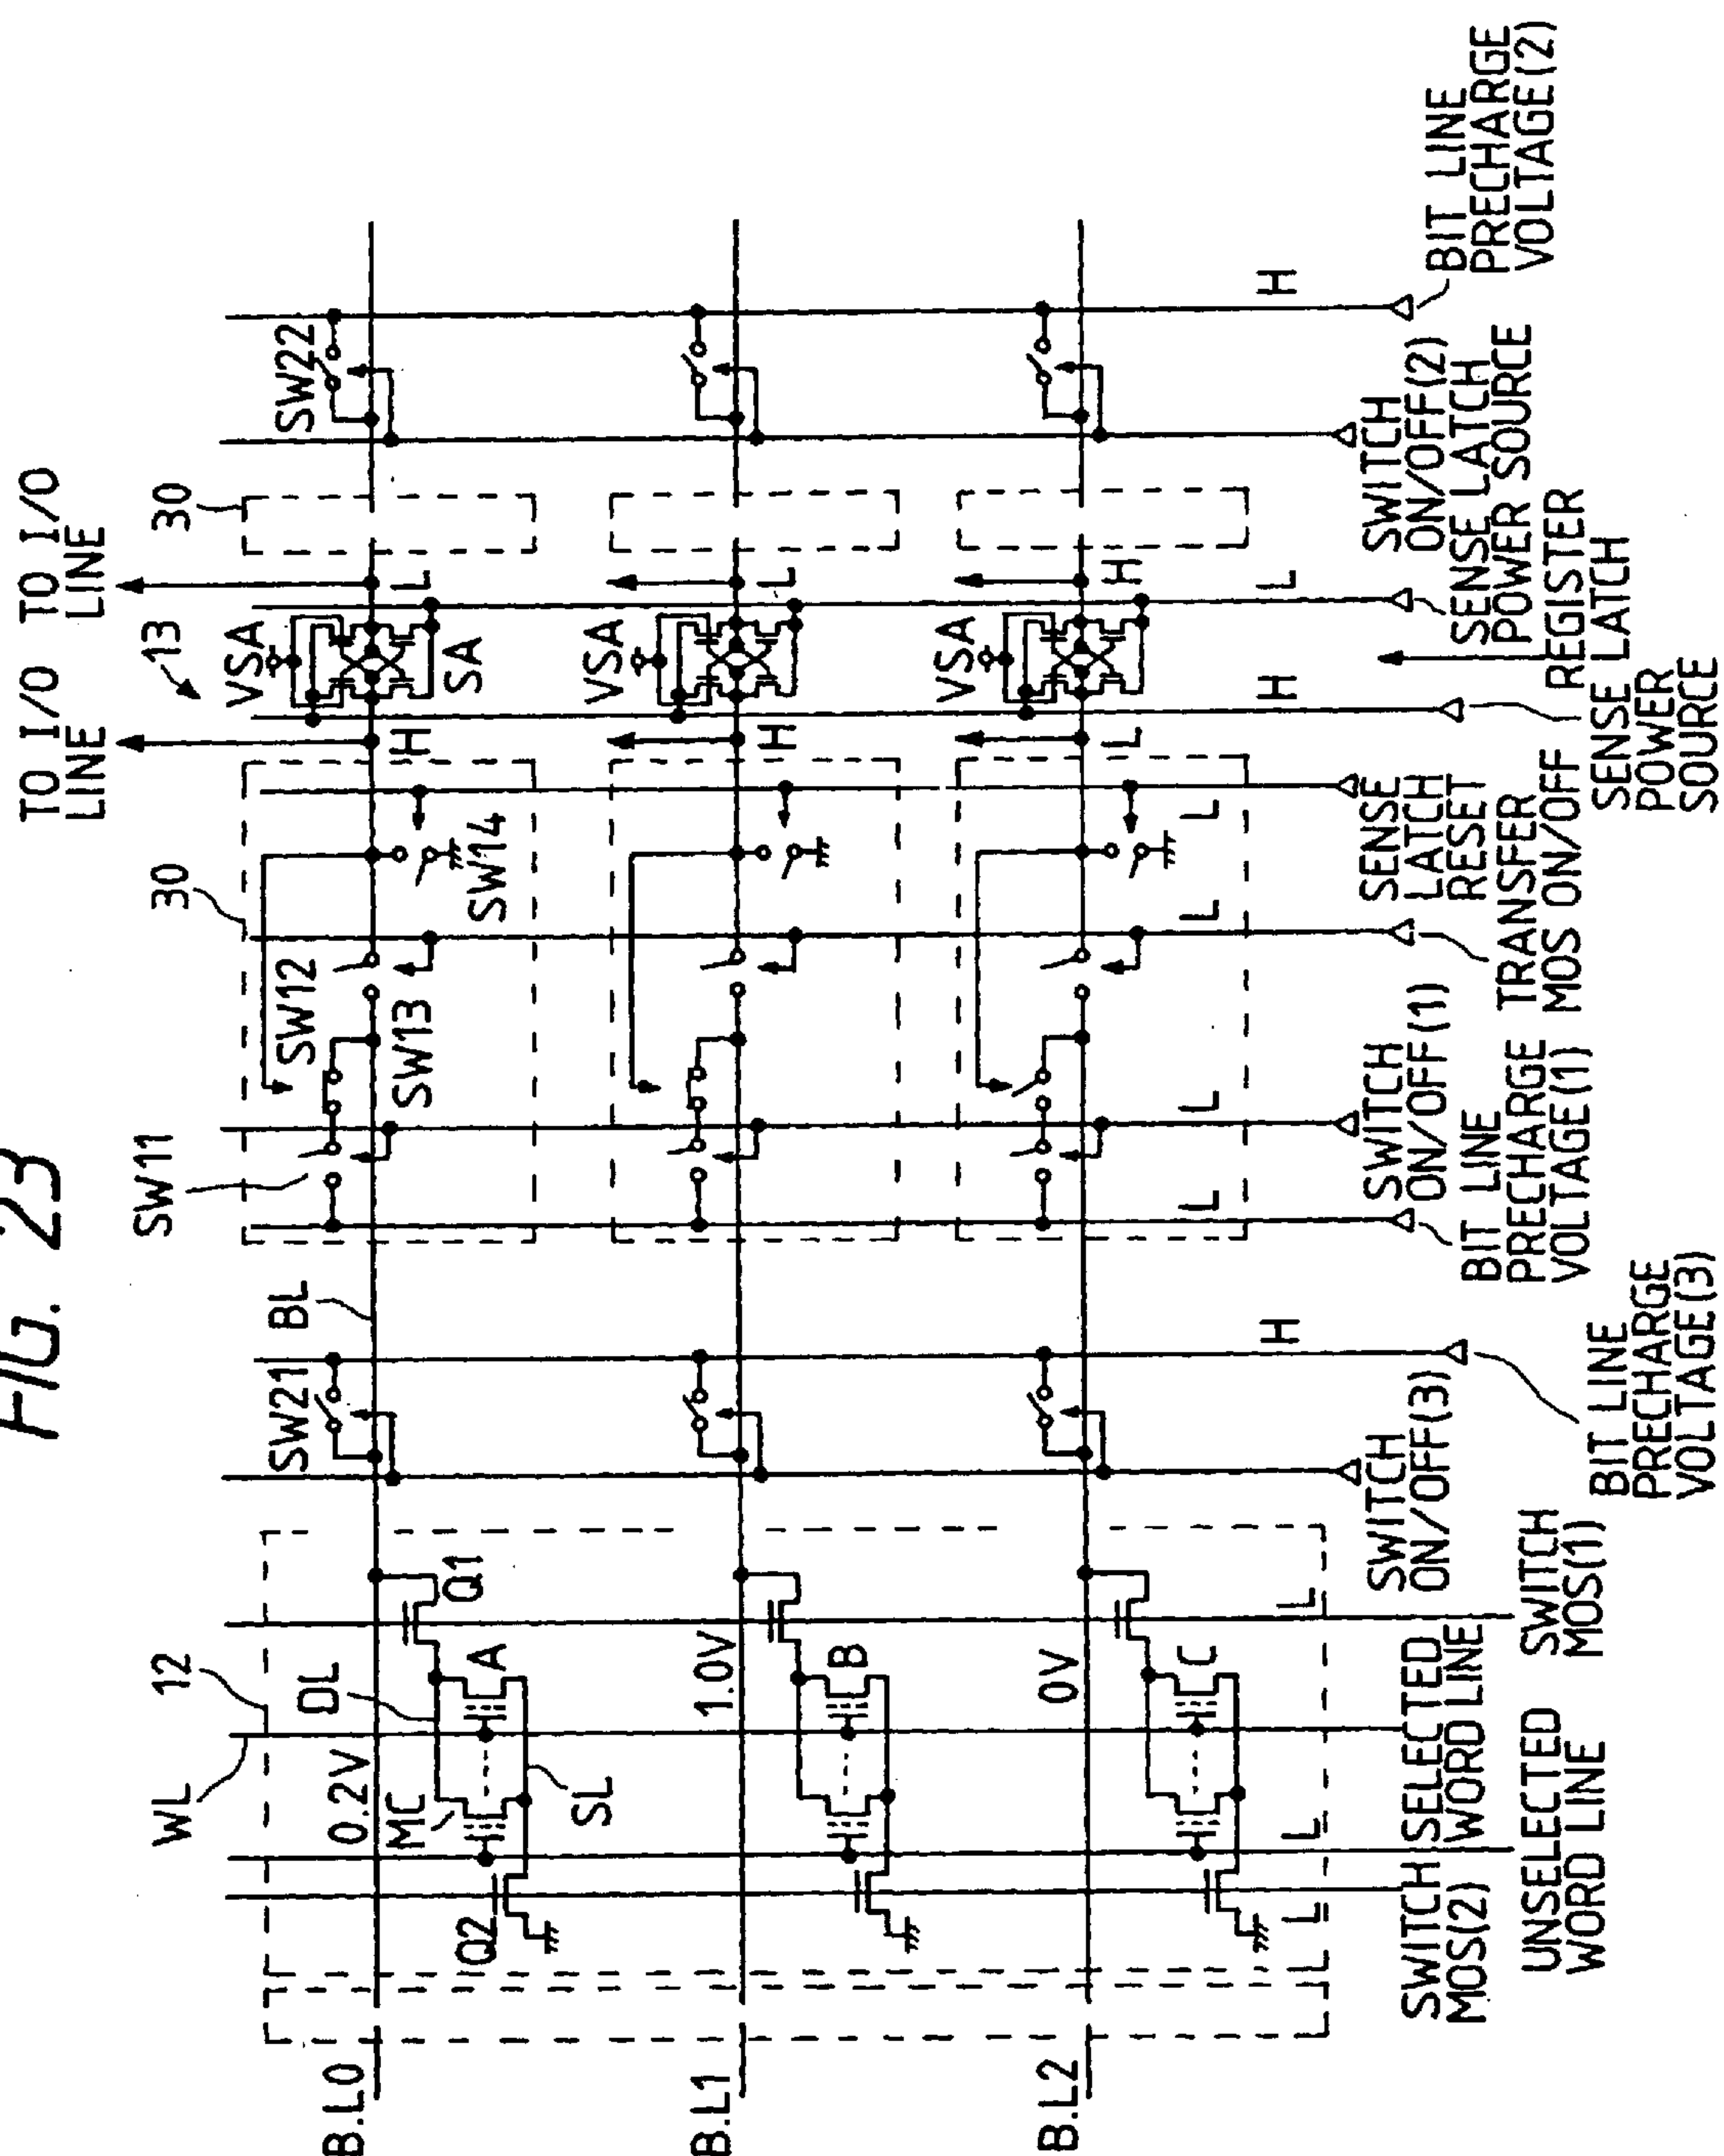 FIG. 23
TO I/O
LINE
TO I/O
LINE
13
30
30
SW11
12
WL
B.L0
0.2V
MC
DL
A
Q1
Q2
SL
SW21
BL
SW12
SW13
SW14
H
VSA
SA
L
SW22
B.L1
1.0V
B
H
VSA
L
B.L2
0V
C
L
VSA
H
L
L
L
H
L
L
L
L
H
L
H
SWITCH
MOS(2)
UNSELECTED
WORD LINE
SELECTED
WORD LINE
SWITCH
MOS(1)
SWITCH
ON/OFF(3)
BIT LINE
PRECHARGE
VOLTAGE(3)
BIT LINE
PRECHARGE
VOLTAGE(1)
SWITCH
ON/OFF(1)
TRANSFER
MOS ON/OFF
SENSE
LATCH
RESET
SENSE LATCH
POWER
SOURCE
REGISTER
SENSE LATCH
POWER SOURCE
SWITCH
ON/OFF(2)
BIT LINE
PRECHARGE
VOLTAGE(2)